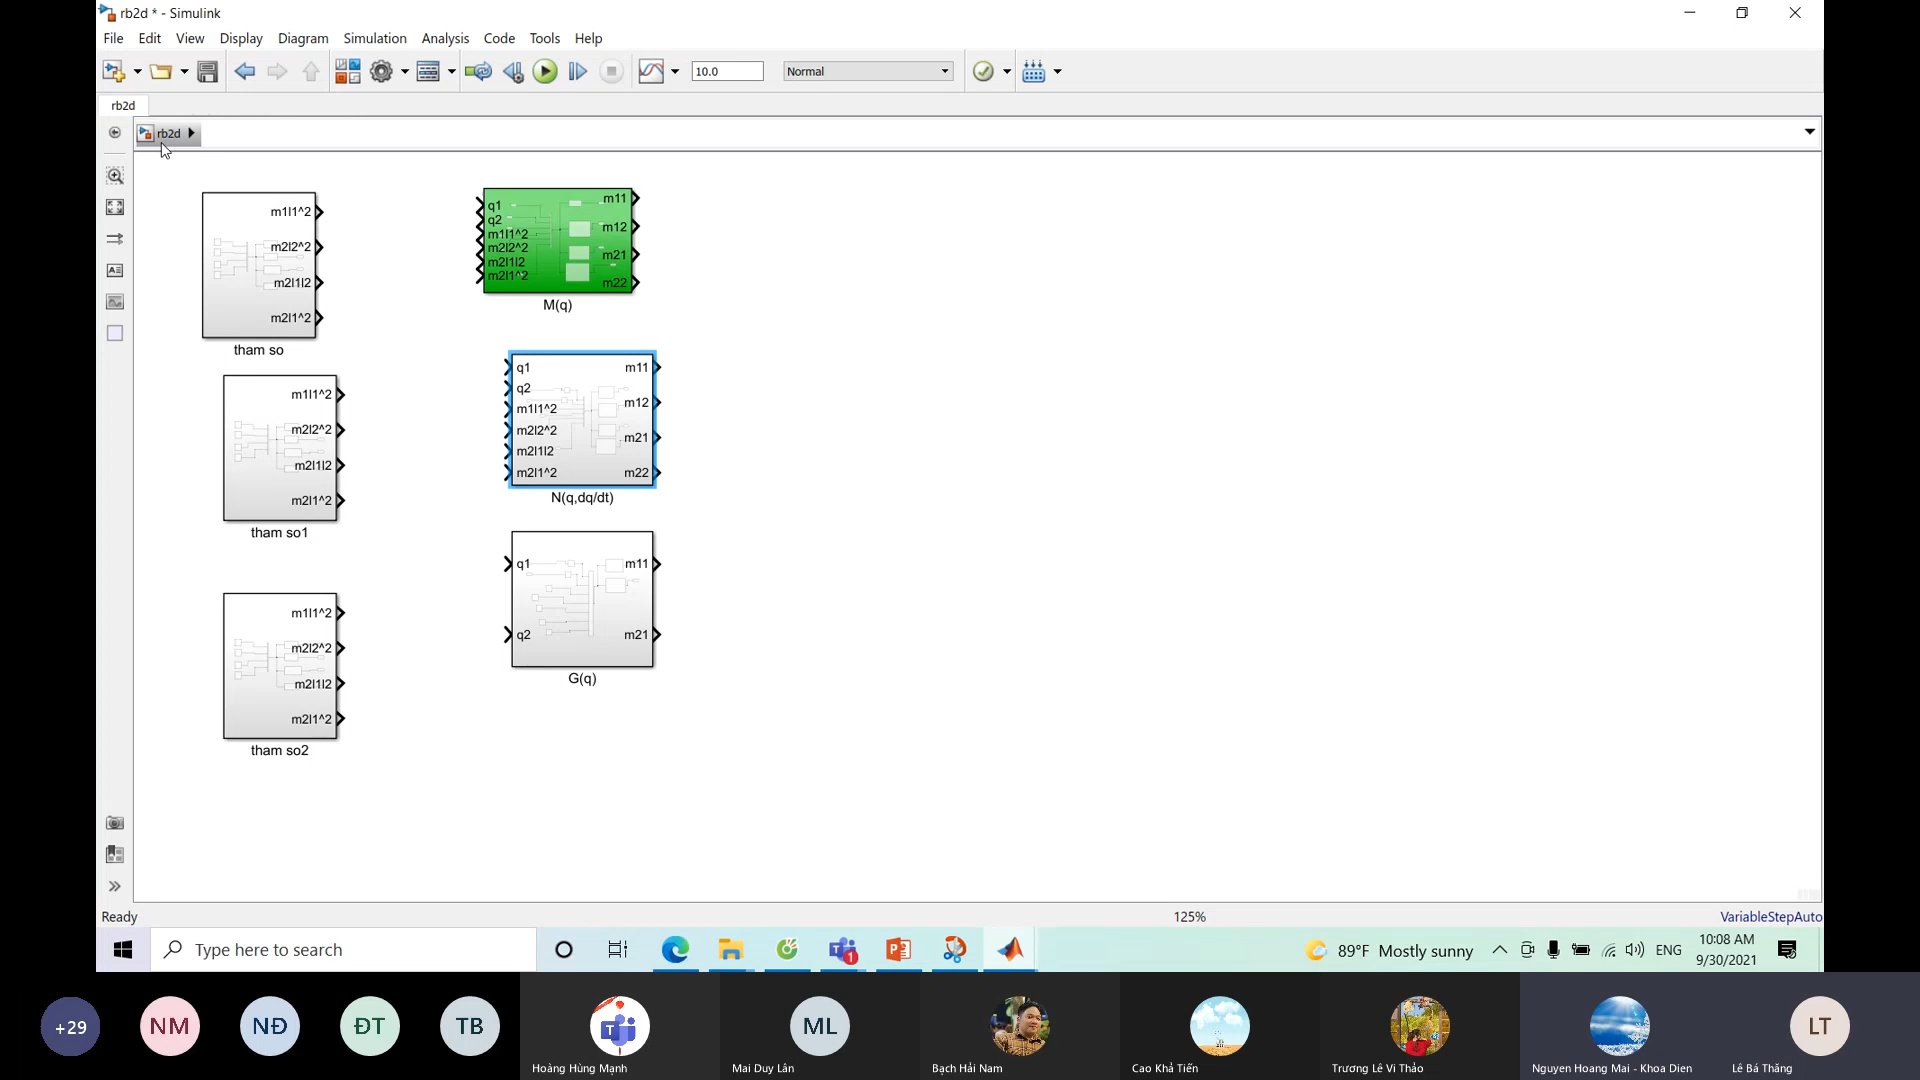 rb2d * - Simulink
File Edit View Display Diagram Simulation Analysis Code Tools Help
10.0 Normal
rb2d
rb2d
m1l1^2
m2l2^2
m2l1l2
m2l1^2
tham so
q1
q2
m1l1^2
m2l2^2
m2l1l2
m2l1^2
m11
m12
m21
m22
M(q)
m1l1^2
m2l2^2
m2l1l2
m2l1^2
tham so1
q1
q2
m1l1^2
m2l2^2
m2l1l2
m2l1^2
m11
m12
m21
m22
N(q,dq/dt)
m1l1^2
m2l2^2
m2l1l2
m2l1^2
tham so2
q1
q2
m11
m21
G(q)
Ready 125% VariableStepAuto
Type here to search
1
89°F Mostly sunny
ENG
10:08 AM
9/30/2021
+29 NM NĐ ĐT TB ML LT
Hoàng Hùng Mạnh Mai Duy Lân Bạch Hải Nam Cao Khả Tiến Trương Lê Vi Thảo Nguyen Hoang Mai - Khoa Dien Lê Bá Thăng